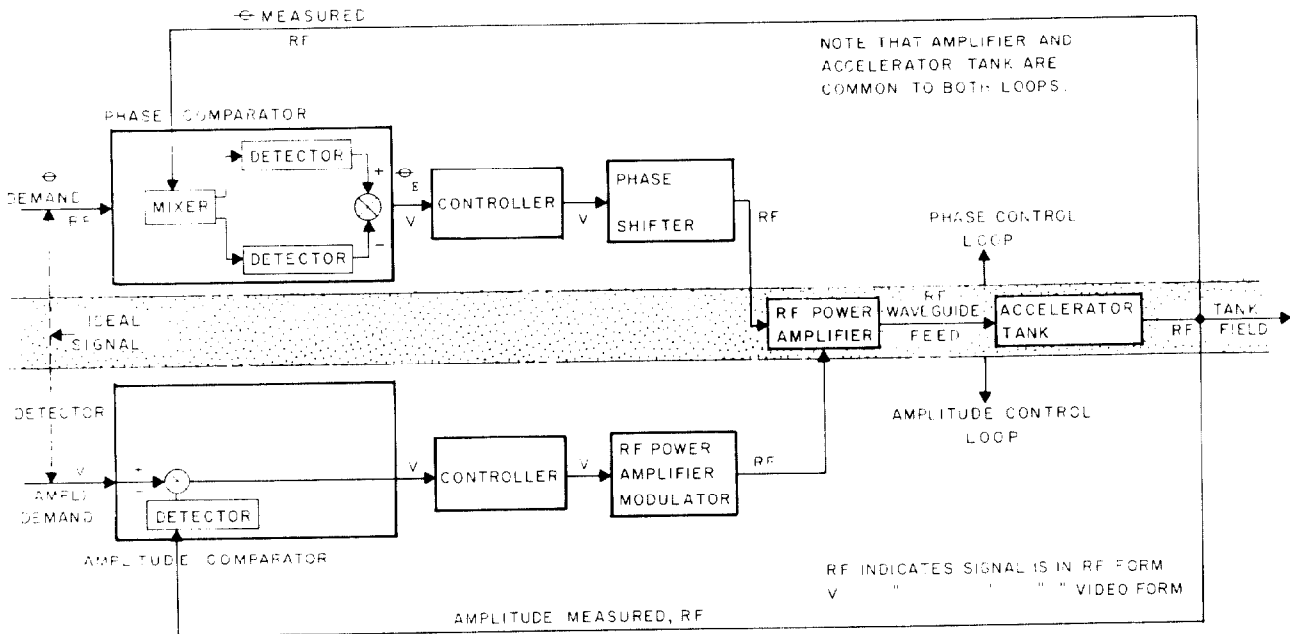 Θ MEASURED
RF
NOTE THAT AMPLIFIER AND
ACCELERATOR TANK ARE
COMMON TO BOTH LOOPS.
PHASE COMPARATOR
DETECTOR
MIXER
DETECTOR
+
−
Θ
DEMAND
RF
Θ
E
V
CONTROLLER
V
PHASE
SHIFTER
RF
PHASE CONTROL
LOOP
IDEAL
SIGNAL
RF POWER
AMPLIFIER
RF
WAVEGUIDE
FEED
ACCELERATOR
TANK
RF
TANK
FIELD
DETECTOR
AMPLITUDE CONTROL
LOOP
V
AMPLI
DEMAND
+
−
DETECTOR
V
CONTROLLER
V
RF POWER
AMPLIFIER
MODULATOR
RF
AMPLITUDE COMPARATOR
RF INDICATES SIGNAL IS IN RF FORM
V " ' " " VIDEO FORM
AMPLITUDE MEASURED, RF